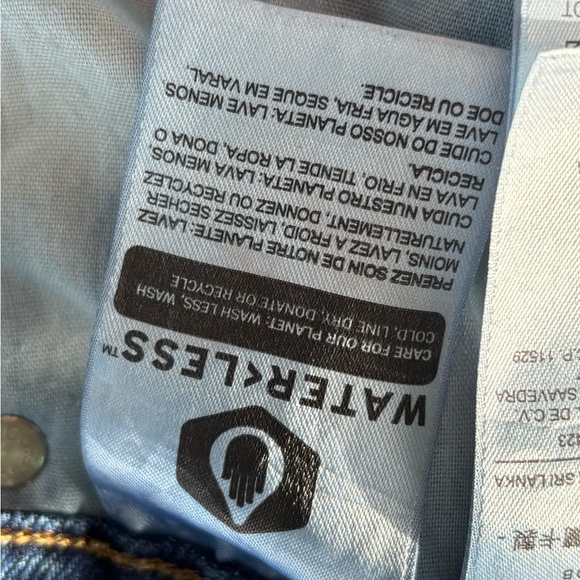 WATER<LESS™
CARE FOR OUR PLANET: WASH LESS, WASH
COLD, LINE DRY, DONATE OR RECYCLE
PRENEZ SOIN DE NOTRE PLANETE: LAVEZ
MOINS, LAVEZ A FROID, LAISSEZ SECHER
NATURELLEMENT, DONNEZ OU RECYCLEZ
CUIDA NUESTRO PLANETA: LAVA MENOS,
LAVA EN FRIO, TIENDE LA ROPA, DONA O
RECICLA.
CUIDE DO NOSSO PLANETA: LAVE MENOS
LAVE EM ÁGUA FRIA, SEQUE EM VARAL,
DOE OU RECICLE.
SRI LANKA
23
DE C.V.
SAAVEDRA
11529